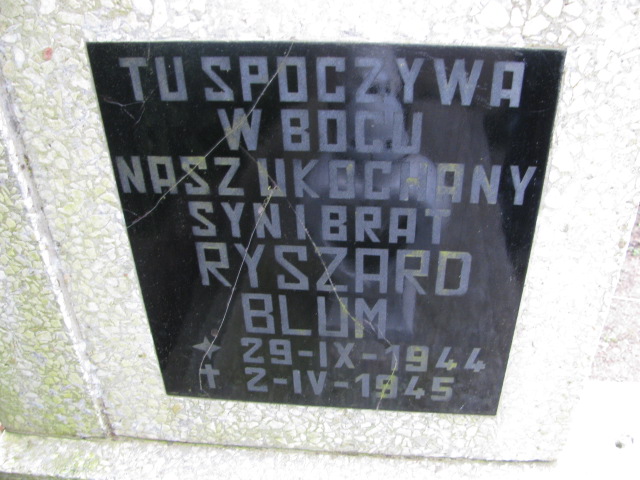 TU SPOCZYWA
W BOGU
NASZ UKOCHANY
SYN I BRAT
RYSZARD
BLUM
29-IX-1944
2-IV-1945